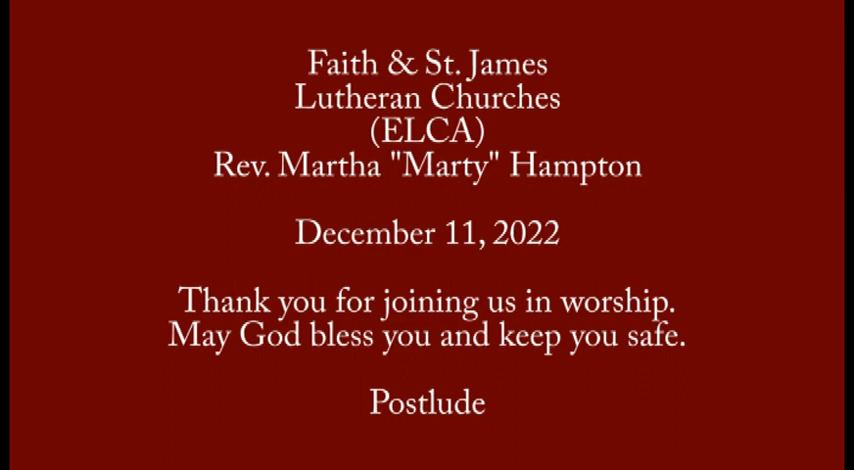 Faith & St. James
Lutheran Churches
(ELCA)
Rev. Martha "Marty" Hampton
December 11, 2022
Thank you for joining us in worship.
May God bless you and keep you safe.
Postlude